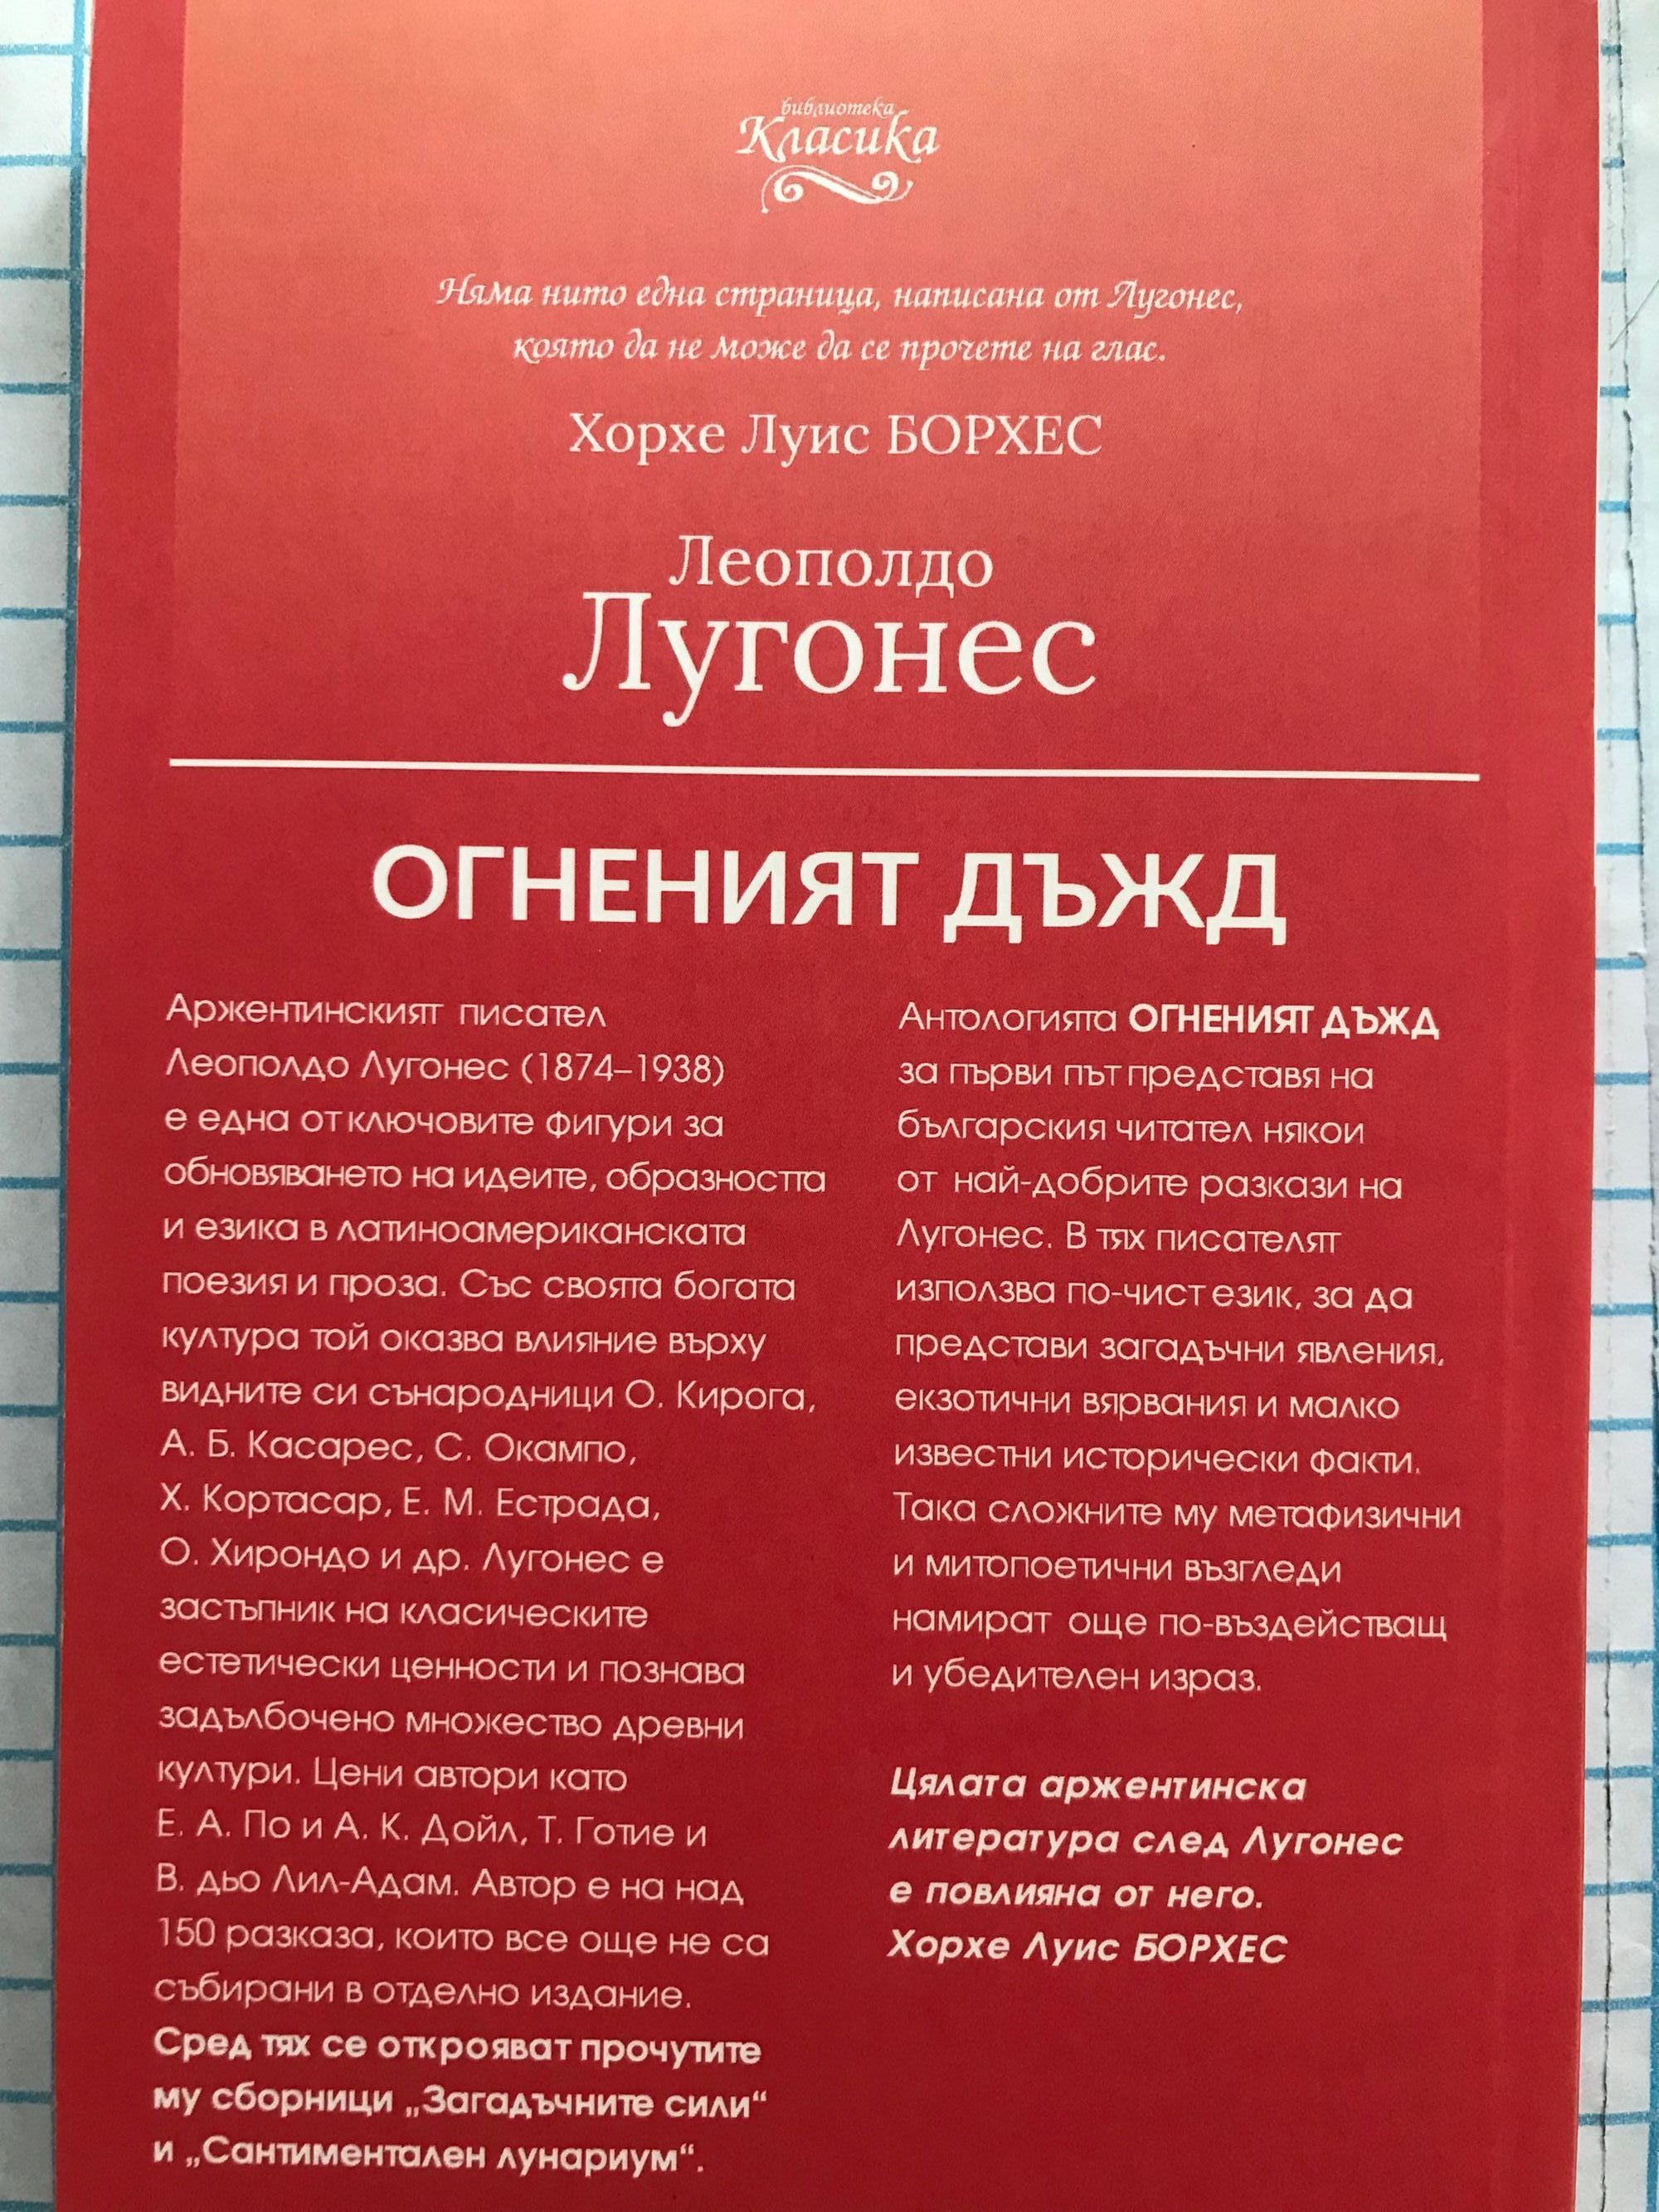 библиотека
Класика
Няма нито една страница, написана от Лугонес,
която да не може да се прочете на глас.
Хорхе Луис БОРХЕС
Леополдо
Лугонес
ОГНЕНИЯТ ДЪЖД
Аржентинският писател
Леополдо Лугонес (1874–1938)
е една от ключовите фигури за
обновяването на идеите, образността
и езика в латиноамериканската
поезия и проза. Със своята богата
култура той оказва влияние върху
видните си сънародници О. Кирога,
А. Б. Касарес, С. Окампо,
Х. Кортасар, Е. М. Естрада,
О. Хирондо и др. Лугонес е
застъпник на класическите
естетически ценности и познава
задълбочено множество древни
култури. Цени автори като
Е. А. По и А. К. Дойл, Т. Готие и
В. дьо Лил-Адам. Автор е на над
150 разказа, които все още не са
събирани в отделно издание.
Сред тях се открояват прочутите
му сборници „Загадъчните сили“
и „Сантиментален лунариум“.
Антологията ОГНЕНИЯТ ДЪЖД
за първи път представя на
българския читател някои
от най-добрите разкази на
Лугонес. В тях писателят
използва по-чист език, за да
представи загадъчни явления,
екзотични вярвания и малко
известни исторически факти.
Така сложните му метафизични
и митопоетични възгледи
намират още по-въздействащ
и убедителен израз.
Цялата аржентинска
литература след Лугонес
е повлияна от него.
Хорхе Луис БОРХЕС